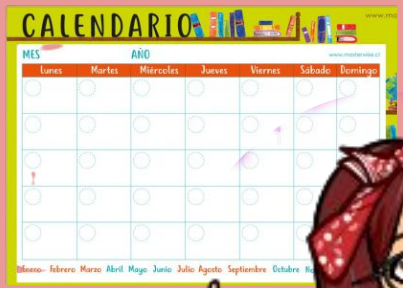 CALENDARIO
MES AÑO www.masterwise.cl
Lunes Martes Miércoles Jueves Viernes Sábado Domingo
Febrero Marzo Abril Mayo Junio Julio Agosto Septiembre Octubre